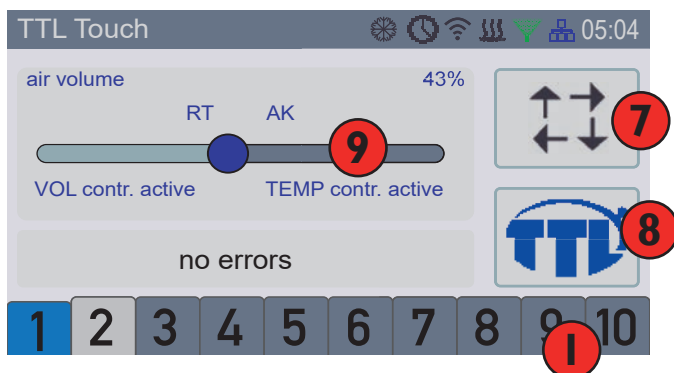 TTL Touch 05:04
air volume 43%
RT AK
9
VOL contr. active TEMP contr. active
7
TTL
8
no errors
1 2 3 4 5 6 7 8 9 10
I